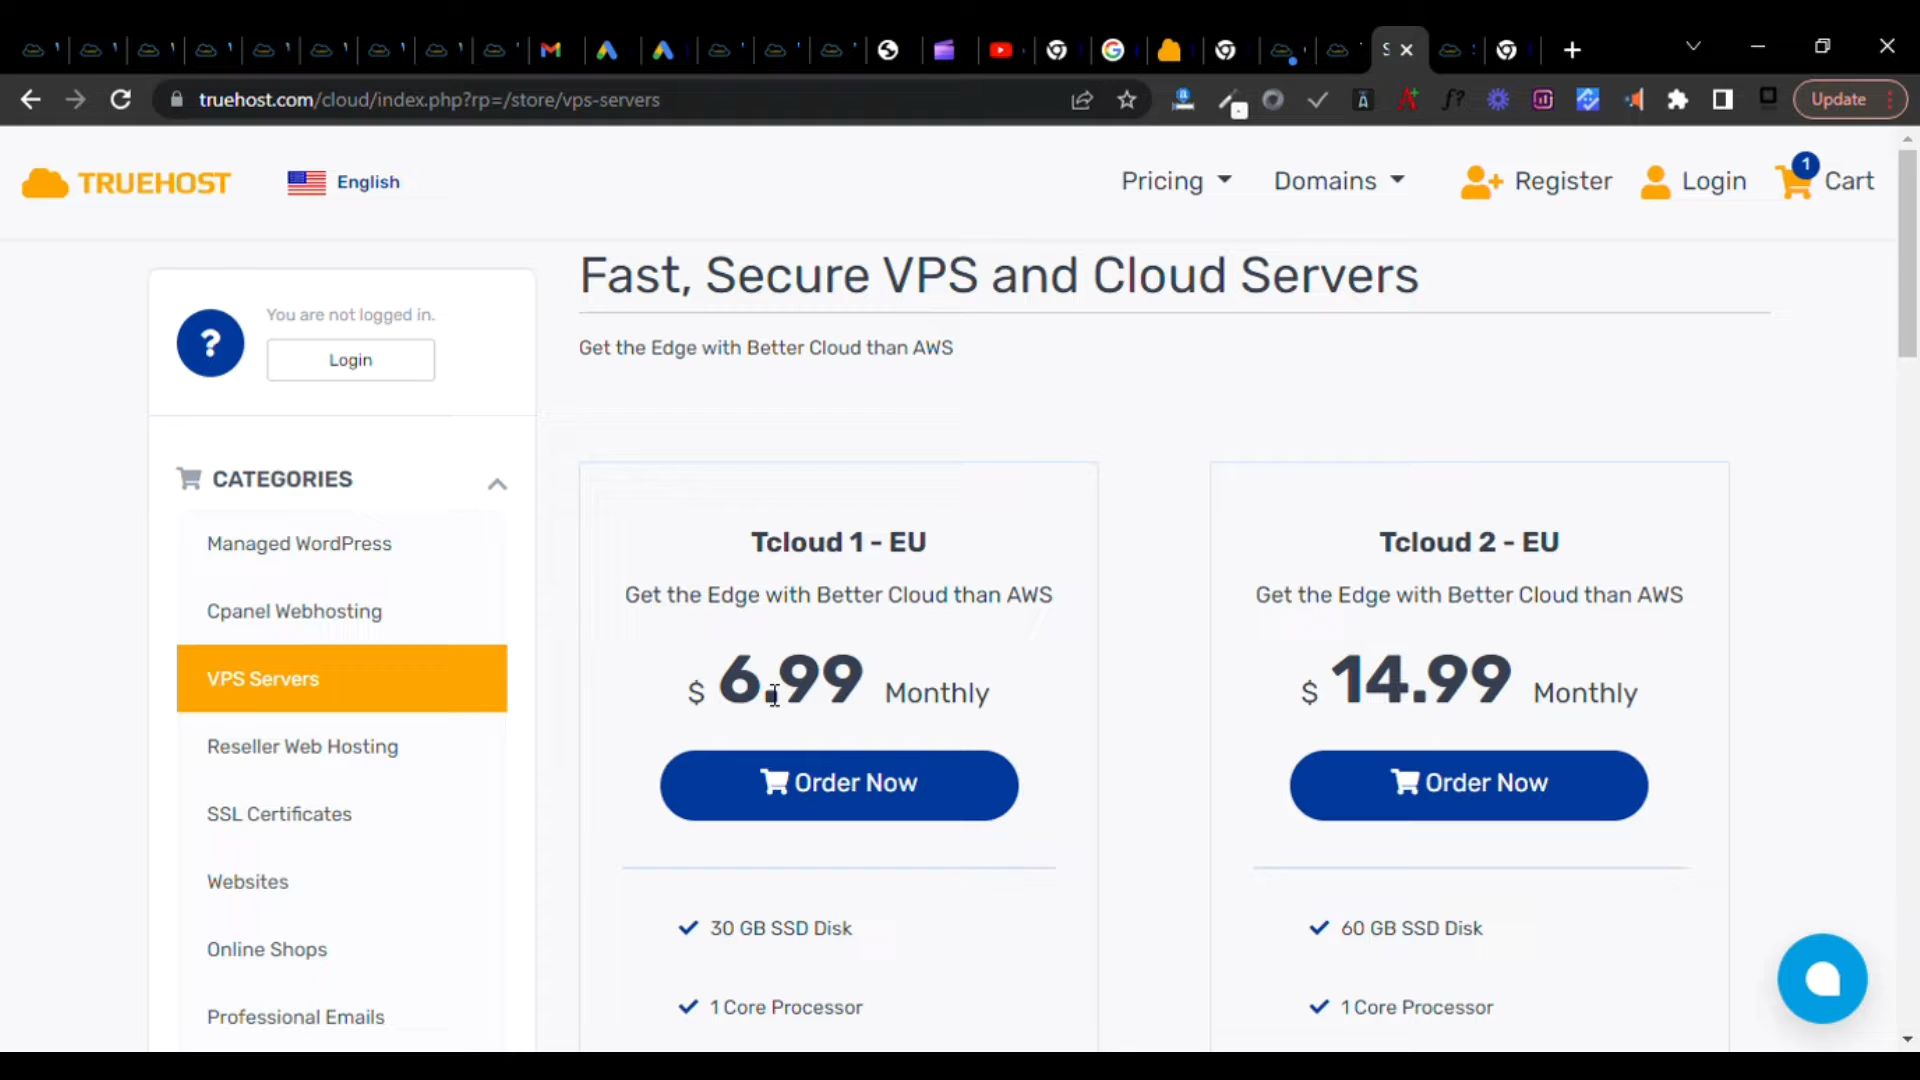 truehost.com/cloud/index.php?rp=/store/vps-servers
Update
TRUEHOST
English
Pricing
Domains
Register
Login
1
Cart
Fast, Secure VPS and Cloud Servers
Get the Edge with Better Cloud than AWS
?
You are not logged in.
Login
CATEGORIES
Managed WordPress
Cpanel Webhosting
VPS Servers
Reseller Web Hosting
SSL Certificates
Websites
Online Shops
Professional Emails
Tcloud 1 - EU
Get the Edge with Better Cloud than AWS
$ 6.99 Monthly
Order Now
30 GB SSD Disk
1 Core Processor
Tcloud 2 - EU
Get the Edge with Better Cloud than AWS
$ 14.99 Monthly
Order Now
60 GB SSD Disk
1 Core Processor